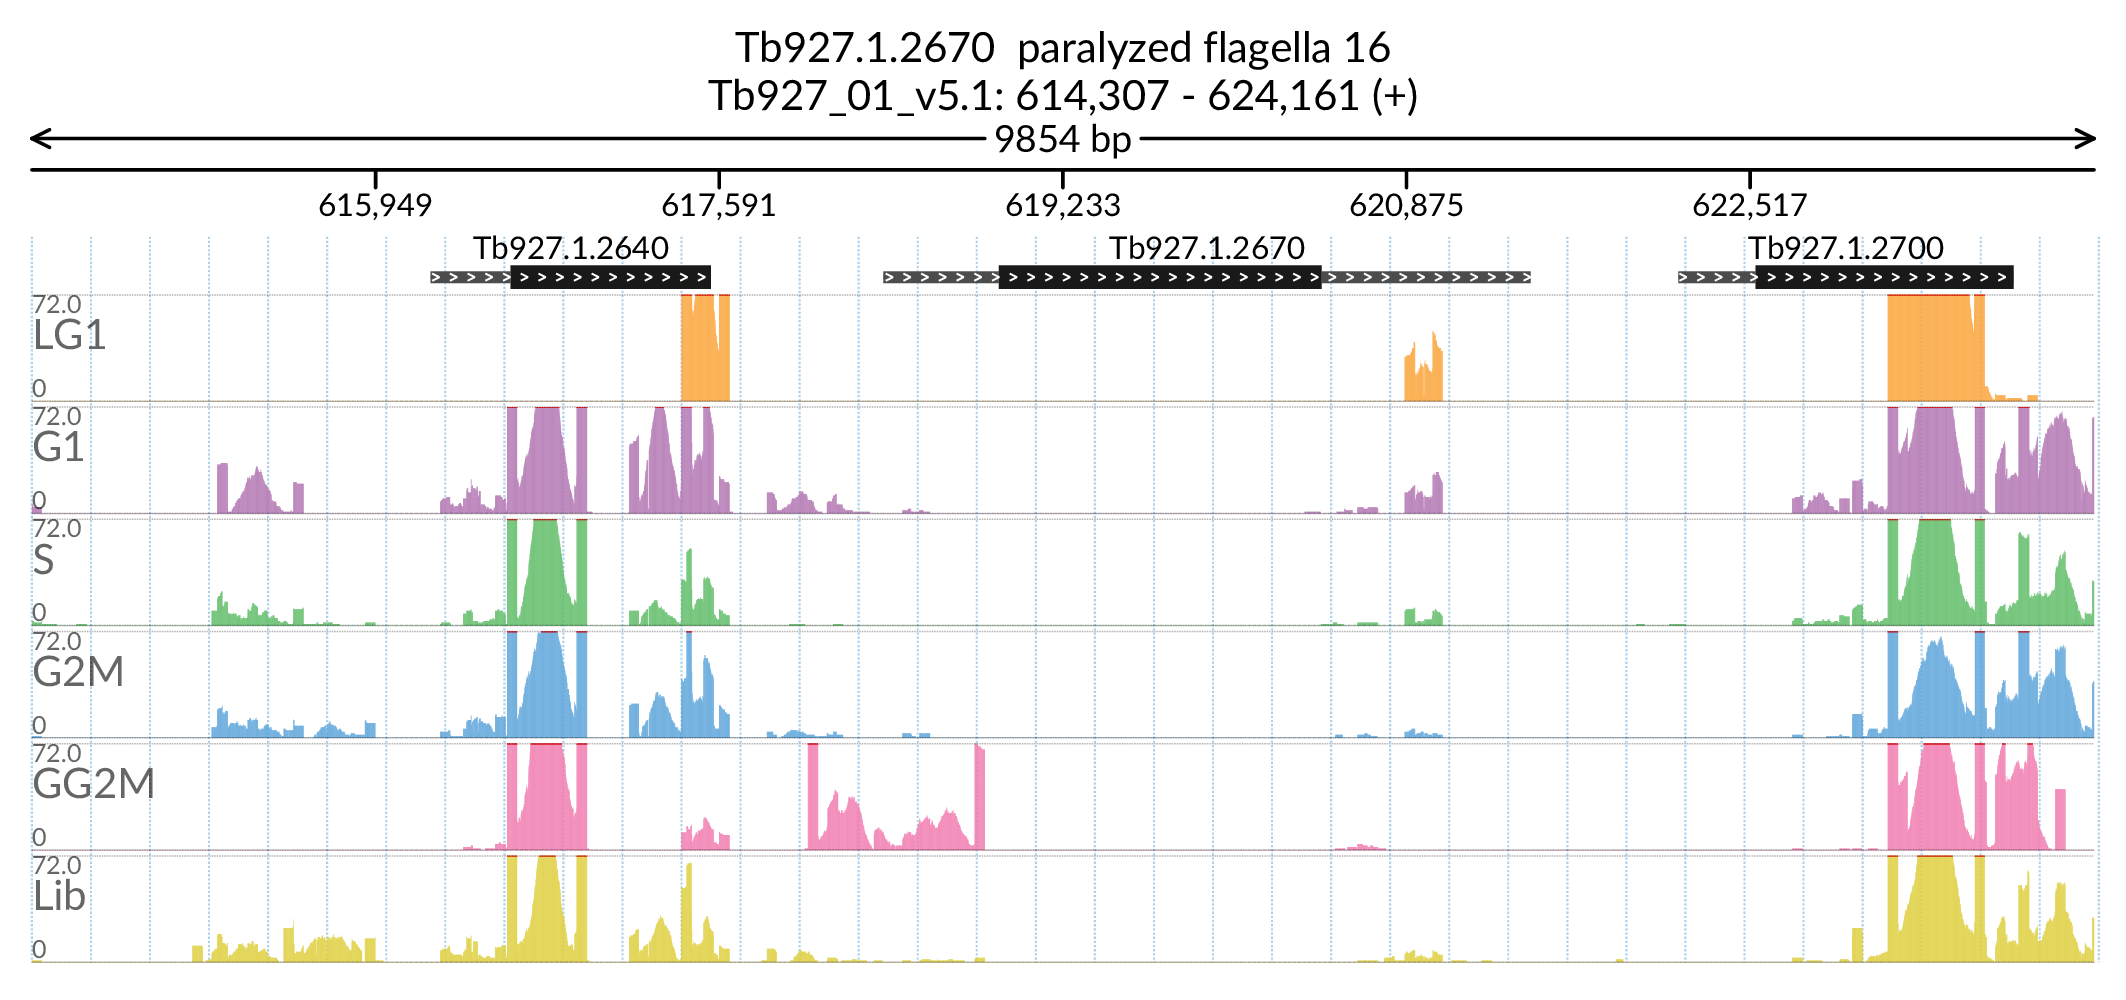 Tb927.1.2670  paralyzed flagella 16
Tb927_01_v5.1: 614,307 - 624,161 (+)
9854 bp
615,949 617,591 619,233 620,875 622,517
Tb927.1.2640 Tb927.1.2670 Tb927.1.2700
72.0
LG1
0
72.0
G1
0
72.0
S
0
72.0
G2M
0
72.0
GG2M
0
72.0
Lib
0